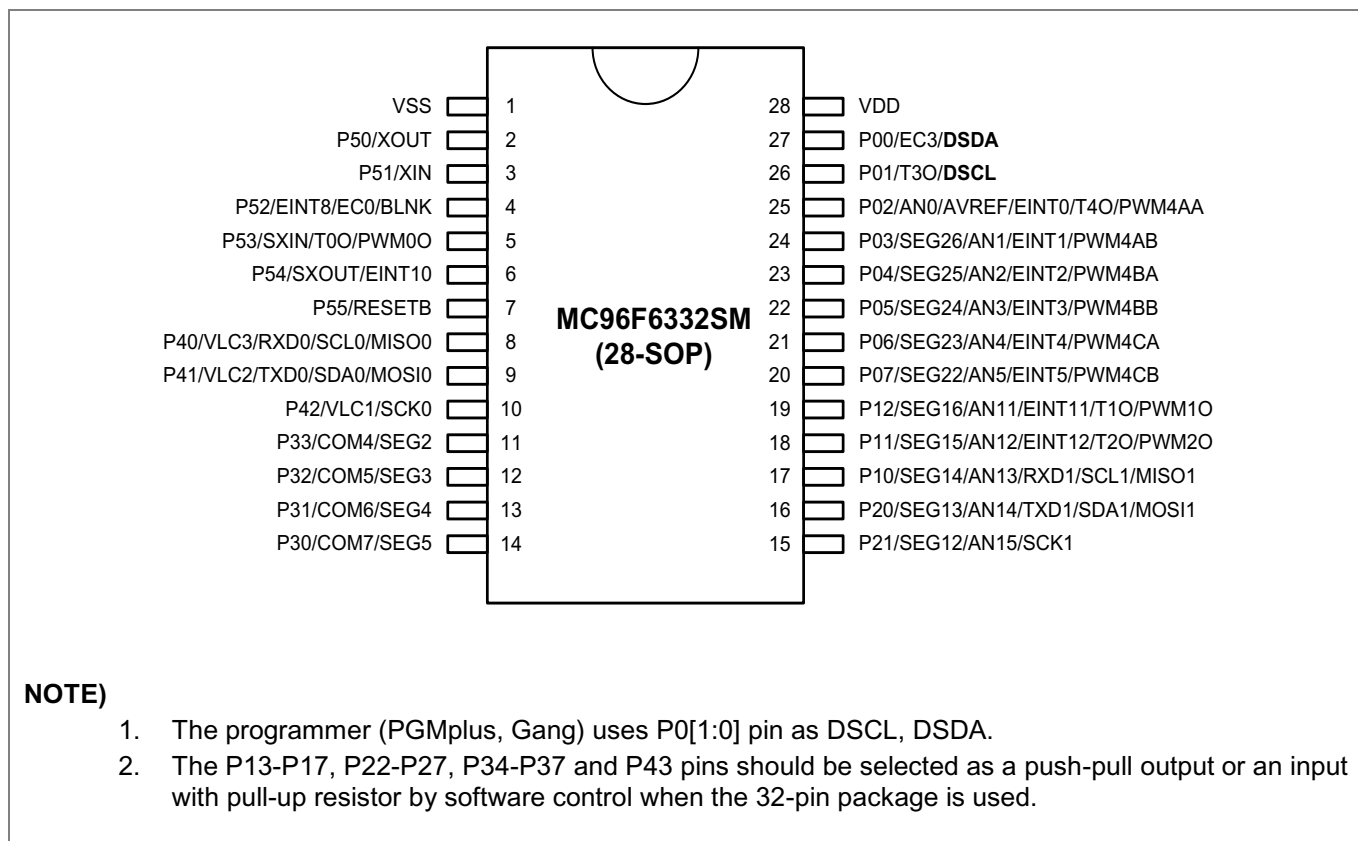 VSS 1 28 VDD
P50/XOUT 2 27 P00/EC3/DSDA
P51/XIN 3 26 P01/T3O/DSCL
P52/EINT8/EC0/BLNK 4 25 P02/AN0/AVREF/EINT0/T4O/PWM4AA
P53/SXIN/T0O/PWM0O 5 24 P03/SEG26/AN1/EINT1/PWM4AB
P54/SXOUT/EINT10 6 23 P04/SEG25/AN2/EINT2/PWM4BA
P55/RESETB 7 22 P05/SEG24/AN3/EINT3/PWM4BB
MC96F6332SM
(28-SOP)
P40/VLC3/RXD0/SCL0/MISO0 8 21 P06/SEG23/AN4/EINT4/PWM4CA
P41/VLC2/TXD0/SDA0/MOSI0 9 20 P07/SEG22/AN5/EINT5/PWM4CB
P42/VLC1/SCK0 10 19 P12/SEG16/AN11/EINT11/T1O/PWM1O
P33/COM4/SEG2 11 18 P11/SEG15/AN12/EINT12/T2O/PWM2O
P32/COM5/SEG3 12 17 P10/SEG14/AN13/RXD1/SCL1/MISO1
P31/COM6/SEG4 13 16 P20/SEG13/AN14/TXD1/SDA1/MOSI1
P30/COM7/SEG5 14 15 P21/SEG12/AN15/SCK1
NOTE)
1. The programmer (PGMplus, Gang) uses P0[1:0] pin as DSCL, DSDA.
2. The P13-P17, P22-P27, P34-P37 and P43 pins should be selected as a push-pull output or an input
with pull-up resistor by software control when the 32-pin package is used.